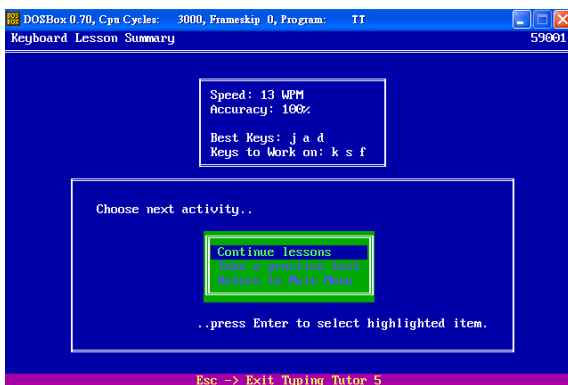 DOSBox 0.70, Cpu Cycles: 3000, Frameskip 0, Program: TT
Keyboard Lesson Summary 59001
Speed: 13 WPM
Accuracy: 100%
Best Keys: j a d
Keys to Work on: k s f
Choose next activity..
Continue lessons
Take a practice test
Return to Main Menu
..press Enter to select highlighted item.
Esc -> Exit Typing Tutor 5